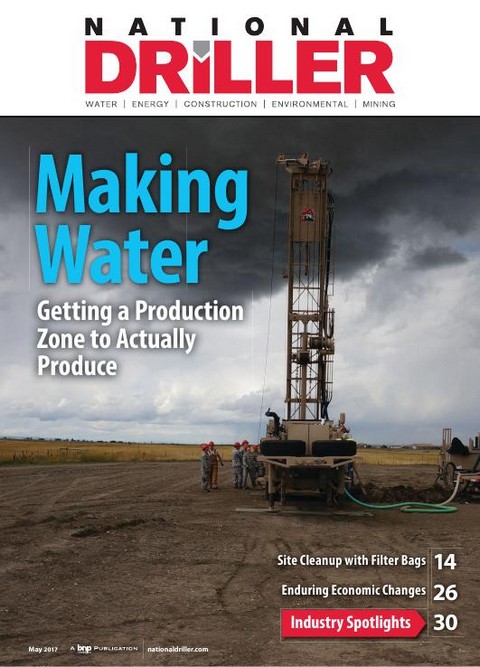 NATIONAL
DRiLLER
WATER | ENERGY | CONSTRUCTION | ENVIRONMENTAL | MINING
Making
Water
Getting a Production
Zone to Actually
Produce
Site Cleanup with Filter Bags 14
Enduring Economic Changes 26
Industry Spotlights 30
May 2017 A bnp PUBLICATION | nationaldriller.com